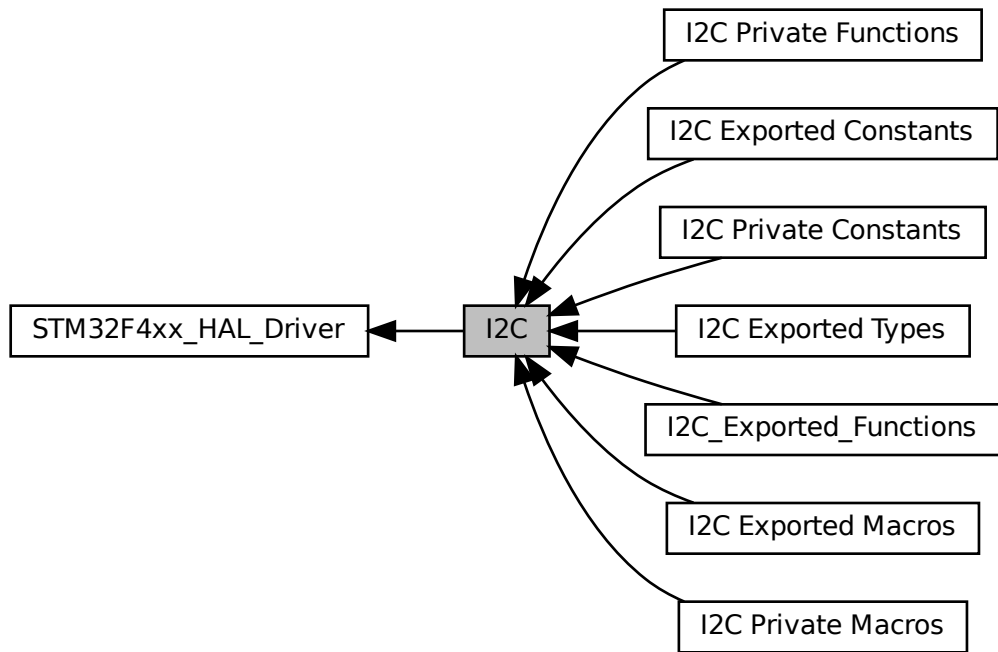 I2C Private Functions
I2C Exported Constants
I2C Private Constants
STM32F4xx_HAL_Driver
I2C
I2C Exported Types
I2C_Exported_Functions
I2C Exported Macros
I2C Private Macros